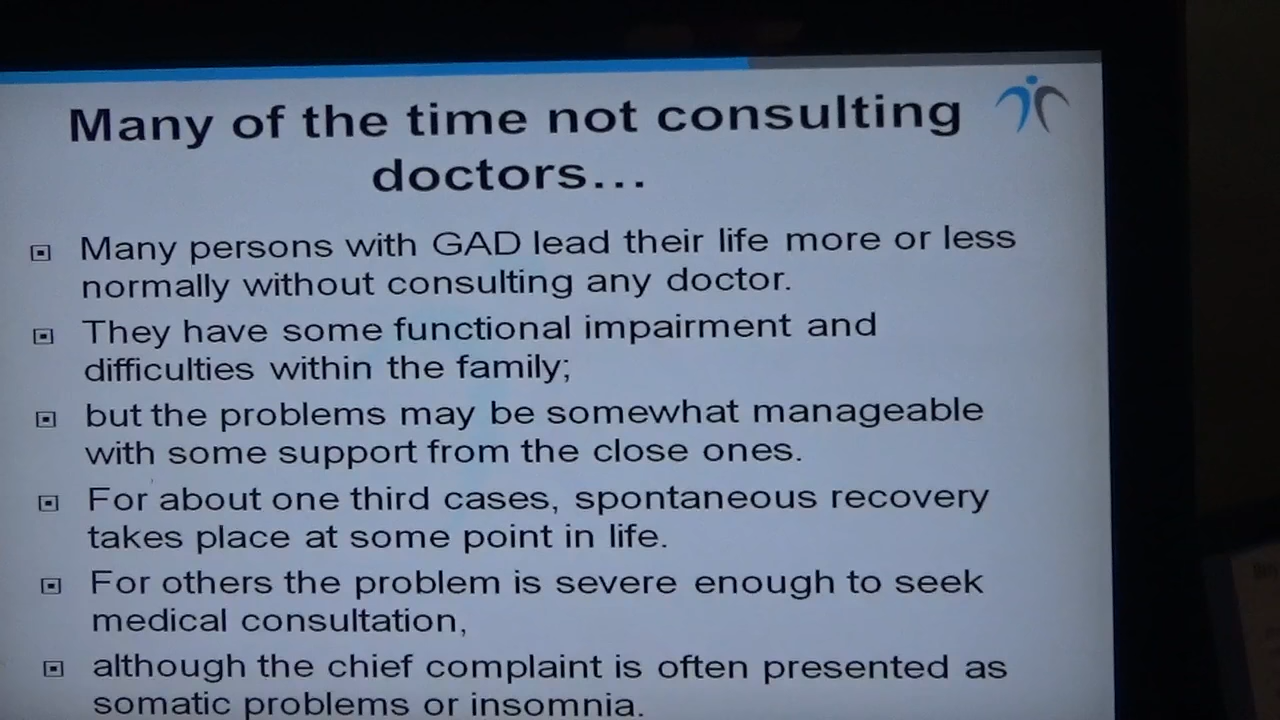 Many of the time not consulting
doctors...
Many persons with GAD lead their life more or less
normally without consulting any doctor.
They have some functional impairment and
difficulties within the family;
but the problems may be somewhat manageable
with some support from the close ones.
For about one third cases, spontaneous recovery
takes place at some point in life.
For others the problem is severe enough to seek
medical consultation,
although the chief complaint is often presented as
somatic problems or insomnia.